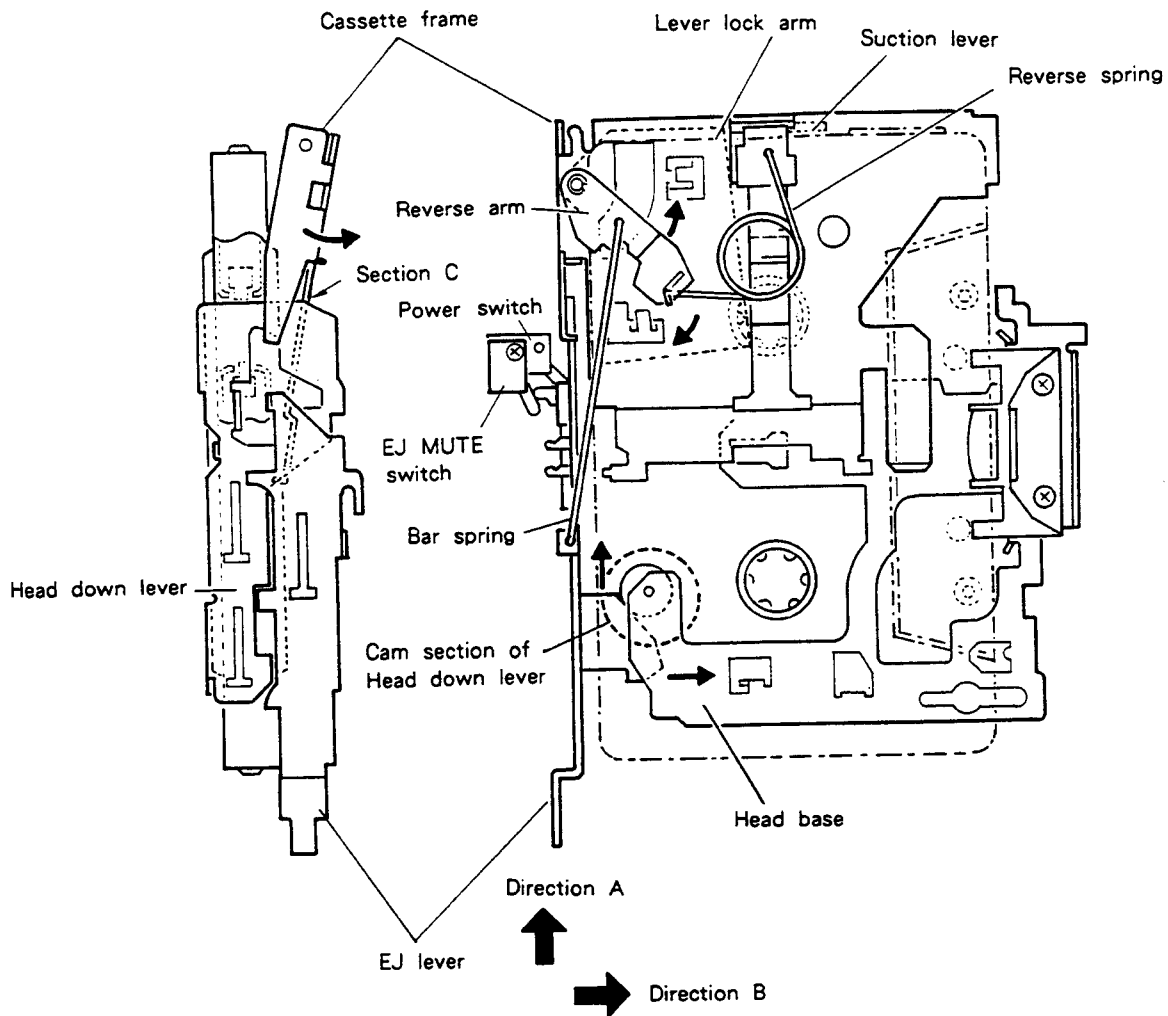 Cassette frame
Lever lock arm
Suction lever
Reverse spring
Reverse arm
Section C
Power switch
EJ MUTE
switch
Bar spring
Head down lever
Cam section of
Head down lever
Head base
Direction A
EJ lever
Direction B